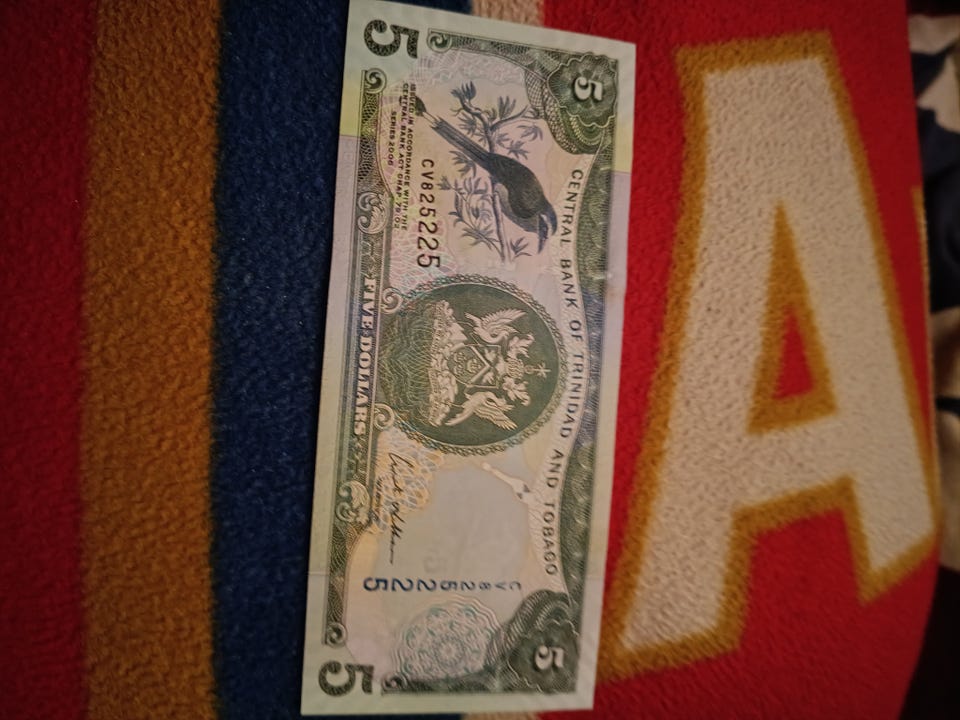 5
5
CENTRAL BANK OF TRINIDAD AND TOBAGO
ISSUED IN ACCORDANCE WITH THE
CENTRAL BANK ACT CHAP. 79:02
SERIES 2006
CV825225
CV825225
FIVE DOLLARS
5
5
A